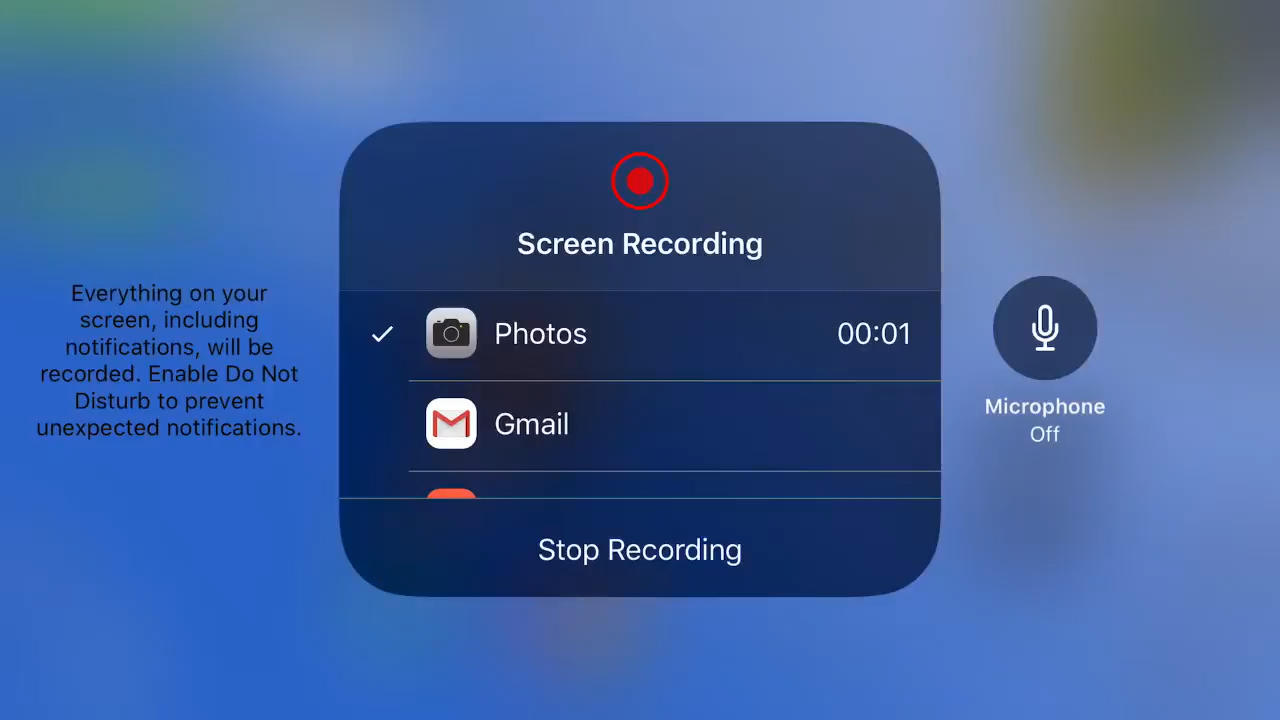 Screen Recording
Everything on your
screen, including
notifications, will be
recorded. Enable Do Not
Disturb to prevent
unexpected notifications.
Photos 00:01
Gmail
Stop Recording
Microphone
Off